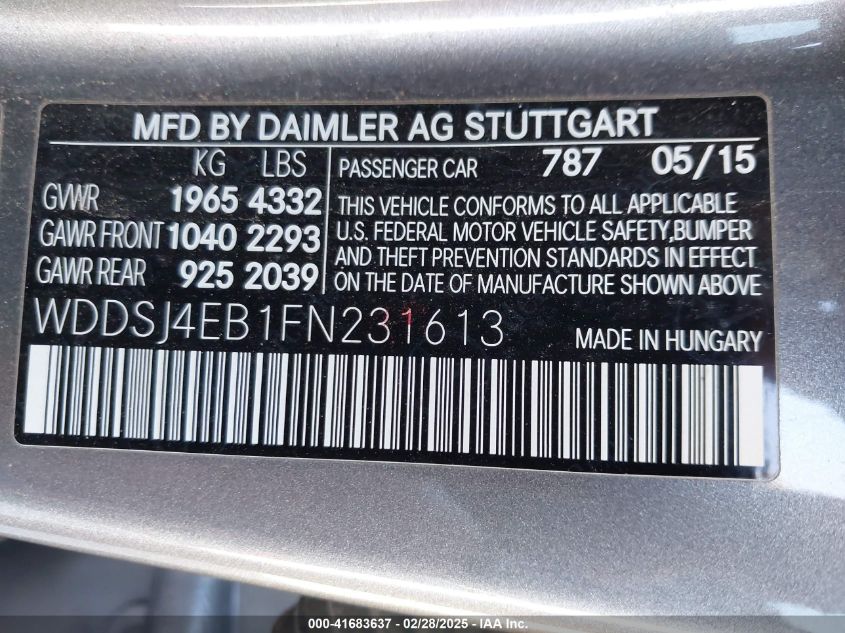 MFD BY DAIMLER AG STUTTGART
KG LBS
GVWR 1965 4332
GAWR FRONT 1040 2293
GAWR REAR 925 2039
PASSENGER CAR 787 05/15
THIS VEHICLE CONFORMS TO ALL APPLICABLE
U.S. FEDERAL MOTOR VEHICLE SAFETY,BUMPER
AND THEFT PREVENTION STANDARDS IN EFFECT
ON THE DATE OF MANUFACTURE SHOWN ABOVE
WDDSJ4EB1FN231613
MADE IN HUNGARY
000-41683637 - 02/28/2025 - IAA Inc.